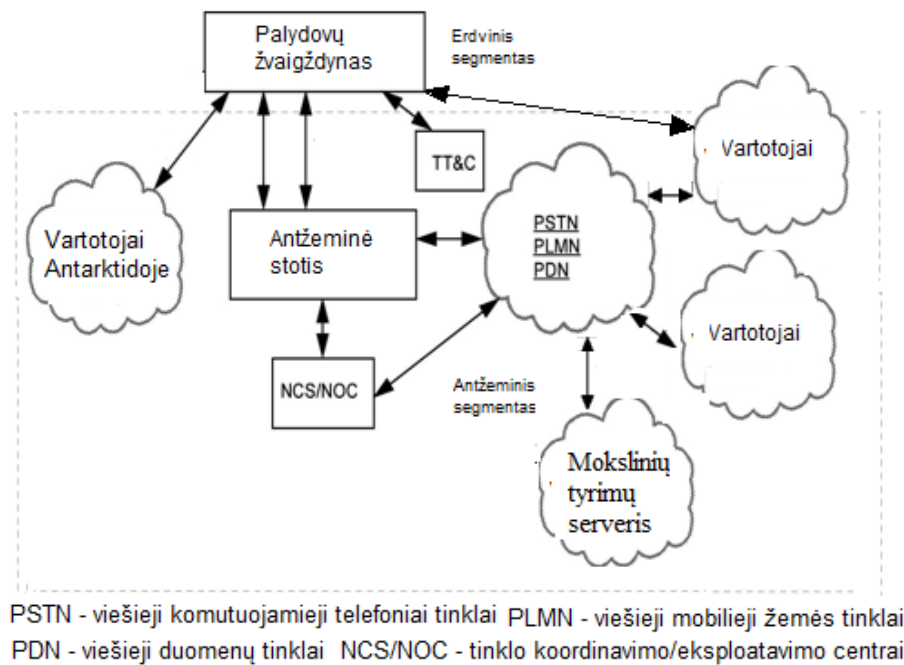 Palydovų
žvaigždynas
Erdvinis
segmentas
TT&C
Vartotojai
Vartotojai
Antarktidoje
Antžeminė
stotis
PSTN
PLMN
PDN
Vartotojai
NCS/NOC
Antžeminis
segmentas
Mokslinių
tyrimų
serveris
PSTN - viešieji komutuojamieji telefoniai tinklai PLMN - viešieji mobilieji žemės tinklai
PDN - viešieji duomenų tinklai NCS/NOC - tinklo koordinavimo/eksploatavimo centrai